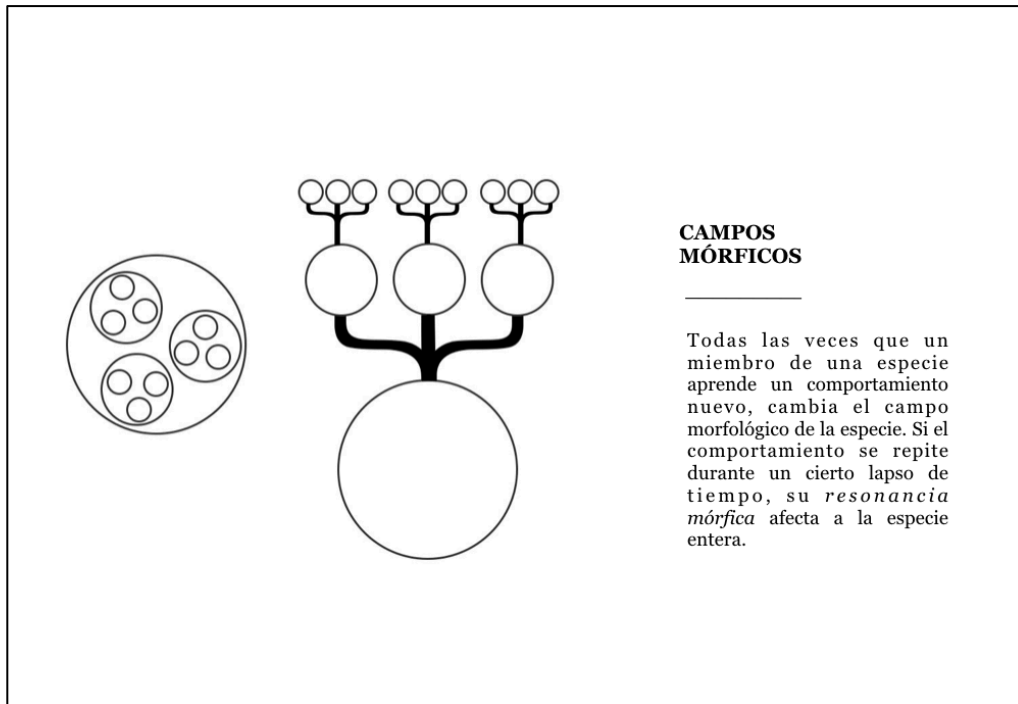 CAMPOS
MÓRFICOS
Todas las veces que un
miembro de una especie
aprende un comportamiento
nuevo, cambia el campo
morfológico de la especie. Si el
comportamiento se repite
durante un cierto lapso de
tiempo, su resonancia
mórfica afecta a la especie
entera.